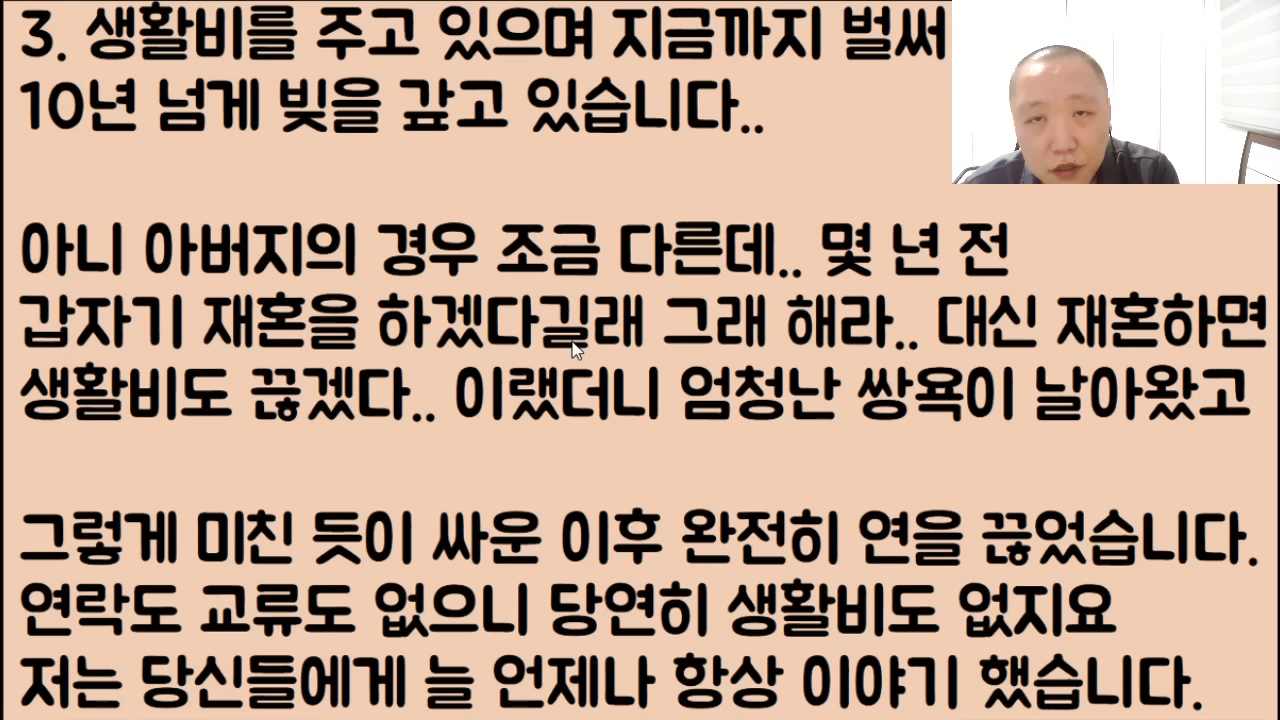 3. 생활비를 주고 있으며 지금까지 벌써
10년 넘게 빚을 갚고 있습니다..
아니 아버지의 경우 조금 다른데.. 몇 년 전
갑자기 재혼을 하겠다길래 그래 해라.. 대신 재혼하면
생활비도 끊겠다.. 이랬더니 엄청난 쌍욕이 날아왔고
그렇게 미친 듯이 싸운 이후 완전히 연을 끊었습니다.
연락도 교류도 없으니 당연히 생활비도 없지요
저는 당신들에게 늘 언제나 항상 이야기 했습니다.